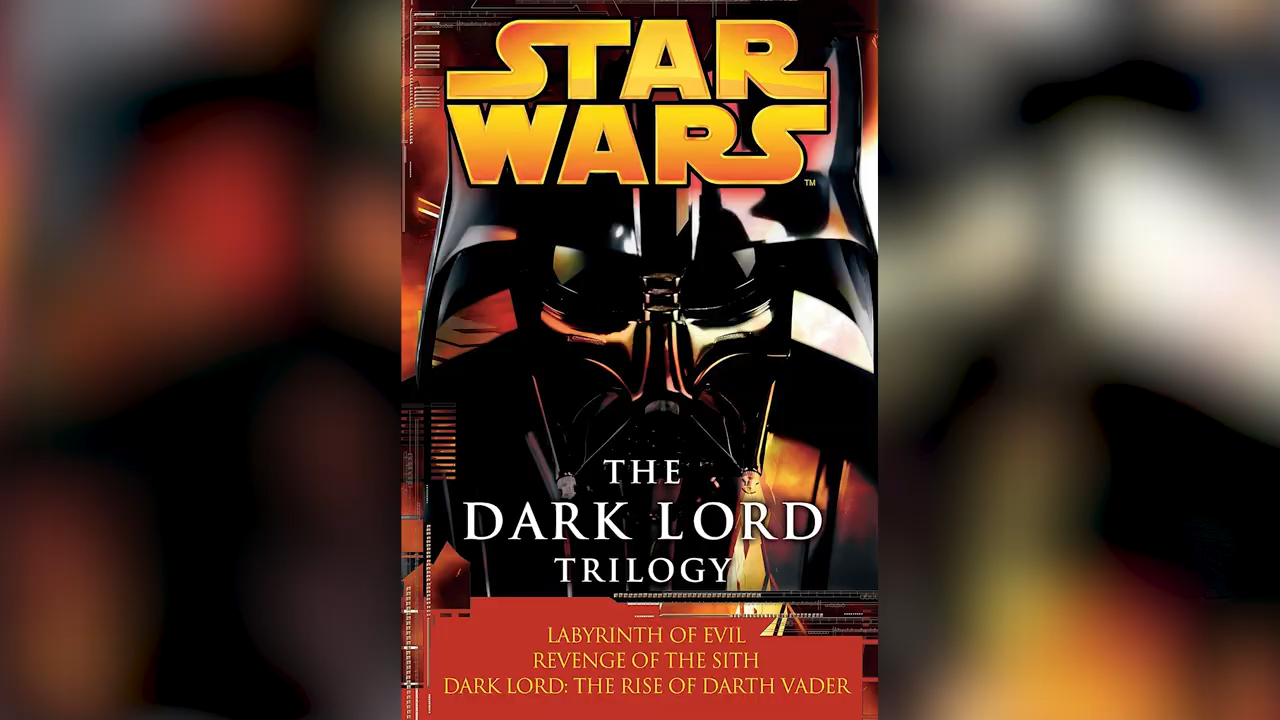 STAR
WARS
TM
THE
DARK LORD
TRILOGY
LABYRINTH OF EVIL
REVENGE OF THE SITH
DARK LORD: THE RISE OF DARTH VADER